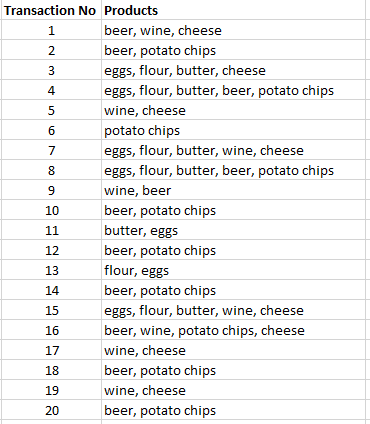 Transaction No Products
1 beer, wine, cheese
2 beer, potato chips
3 eggs, flour, butter, cheese
4 eggs, flour, butter, beer, potato chips
5 wine, cheese
6 potato chips
7 eggs, flour, butter, wine, cheese
8 eggs, flour, butter, beer, potato chips
9 wine, beer
10 beer, potato chips
11 butter, eggs
12 beer, potato chips
13 flour, eggs
14 beer, potato chips
15 eggs, flour, butter, wine, cheese
16 beer, wine, potato chips, cheese
17 wine, cheese
18 beer, potato chips
19 wine, cheese
20 beer, potato chips